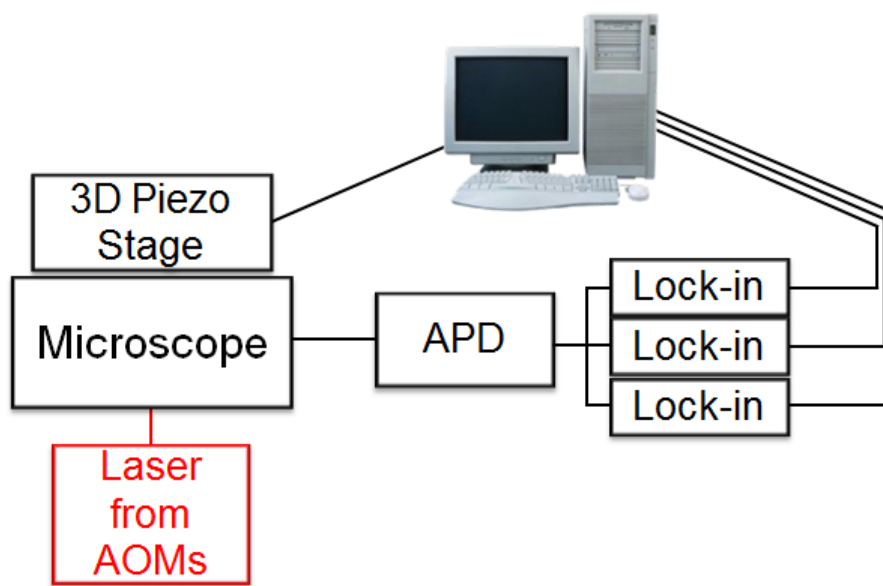 3D Piezo
Stage
Microscope
APD
Lock-in
Lock-in
Lock-in
Laser
from
AOMs